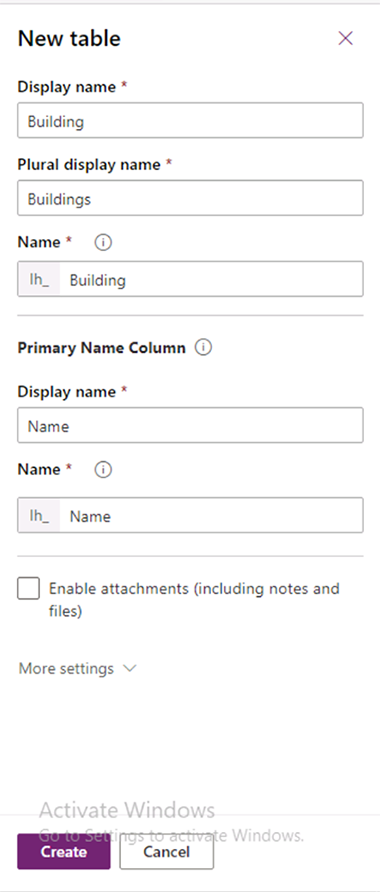 New table
Display name *
Building
Plural display name *
Buildings
Name *
lh_ Building
Primary Name Column
Display name *
Name
Name *
lh_ Name
Enable attachments (including notes and
files)
More settings
Activate Windows
Go to Settings to activate Windows.
Create Cancel